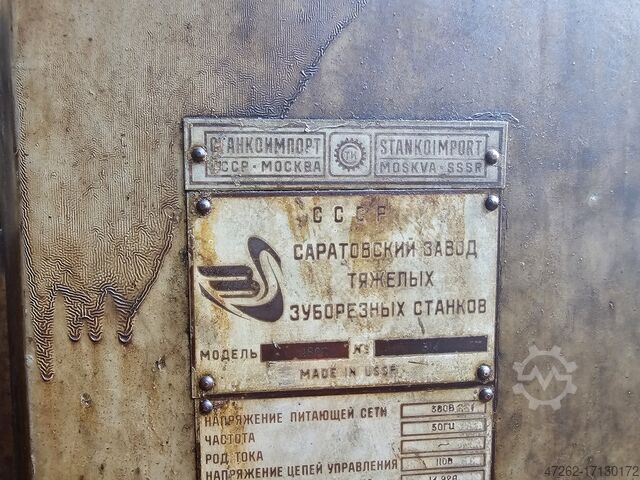 СТАНКОИМПОРТ STANKOIMPORT
СССР - МОСКВА MOSKVA - SSSR
СССР
САРАТОВСКИЙ ЗАВОД
ТЯЖЕЛЫХ
ЗУБОРЕЗНЫХ СТАНКОВ
МОДЕЛЬ №
MADE IN USSR
НАПРЯЖЕНИЕ ПИТАЮЩЕЙ СЕТИ 380В
ЧАСТОТА 50ГЦ
РОД ТОКА
НАПРЯЖЕНИЕ ЦЕПЕЙ УПРАВЛЕНИЯ 110В
47262-17130172